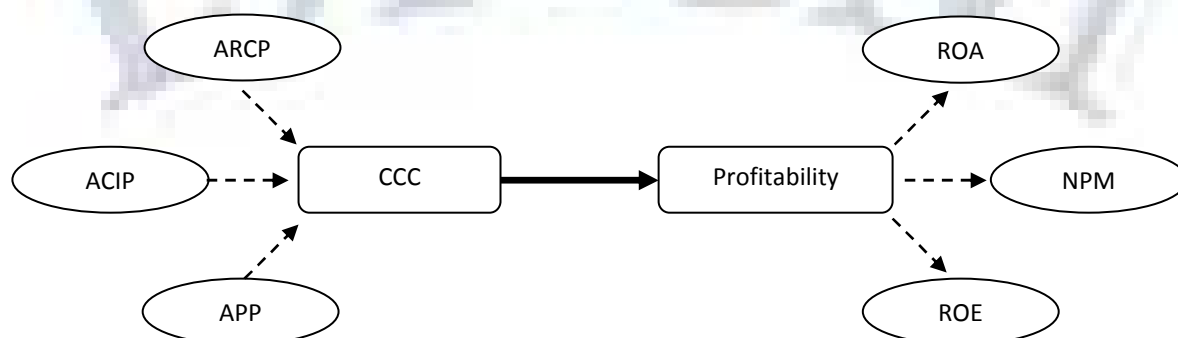 ARCP
ROA
ACIP
CCC
Profitability
NPM
APP
ROE